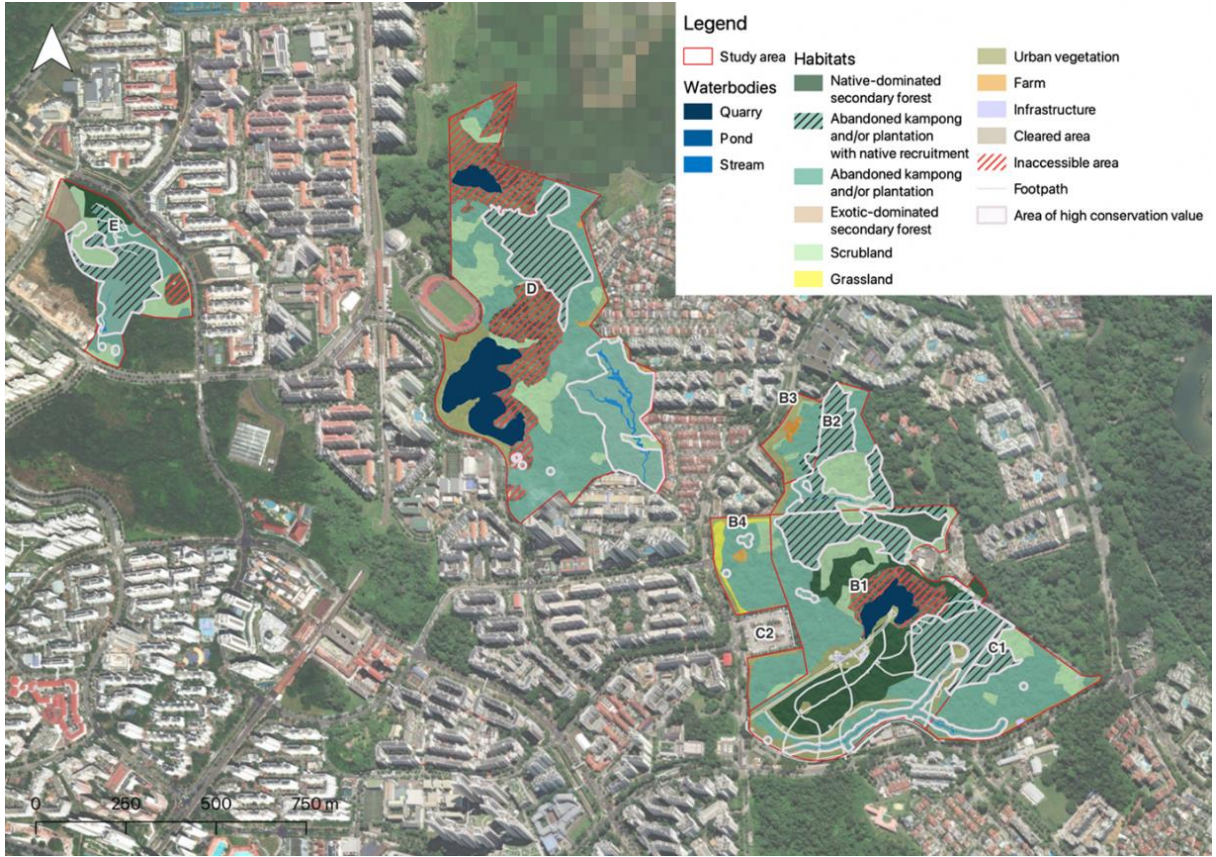 Legend
Study area
Waterbodies
Quarry
Pond
Stream
Habitats
Native-dominated
secondary forest
Abandoned kampong
and/or plantation
with native recruitment
Abandoned kampong
and/or plantation
Exotic-dominated
secondary forest
Scrubland
Grassland
Urban vegetation
Farm
Infrastructure
Cleared area
Inaccessible area
Footpath
Area of high conservation value
E
D
B3
B2
B4
B1
C2
C1
0 250 500 750 m